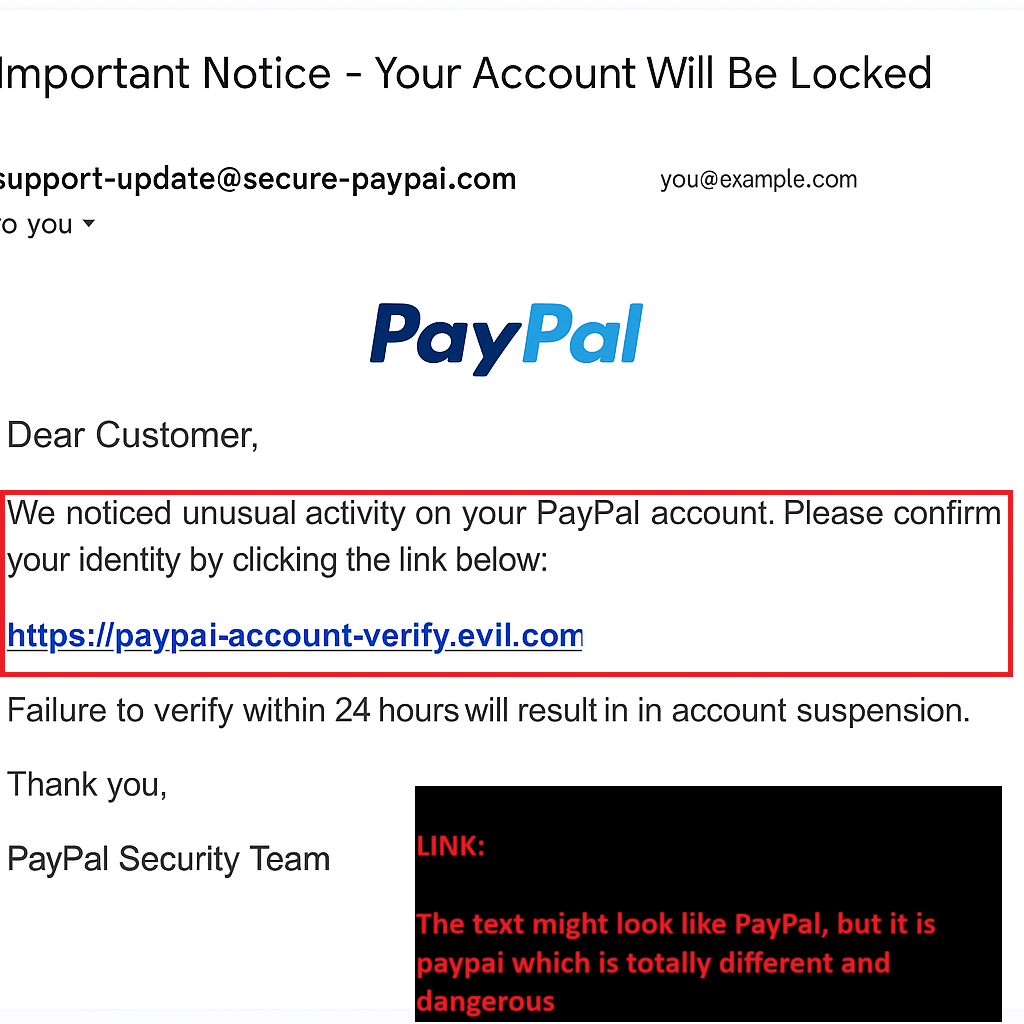 Important Notice - Your Account Will Be Locked
support-update@secure-paypai.com you@example.com
to you
PayPal
Dear Customer,
We noticed unusual activity on your PayPal account. Please confirm
your identity by clicking the link below:
https://paypai-account-verify.evil.com
Failure to verify within 24 hours will result in in account suspension.
Thank you,
PayPal Security Team
LINK:
The text might look like PayPal, but it is
paypai which is totally different and
dangerous